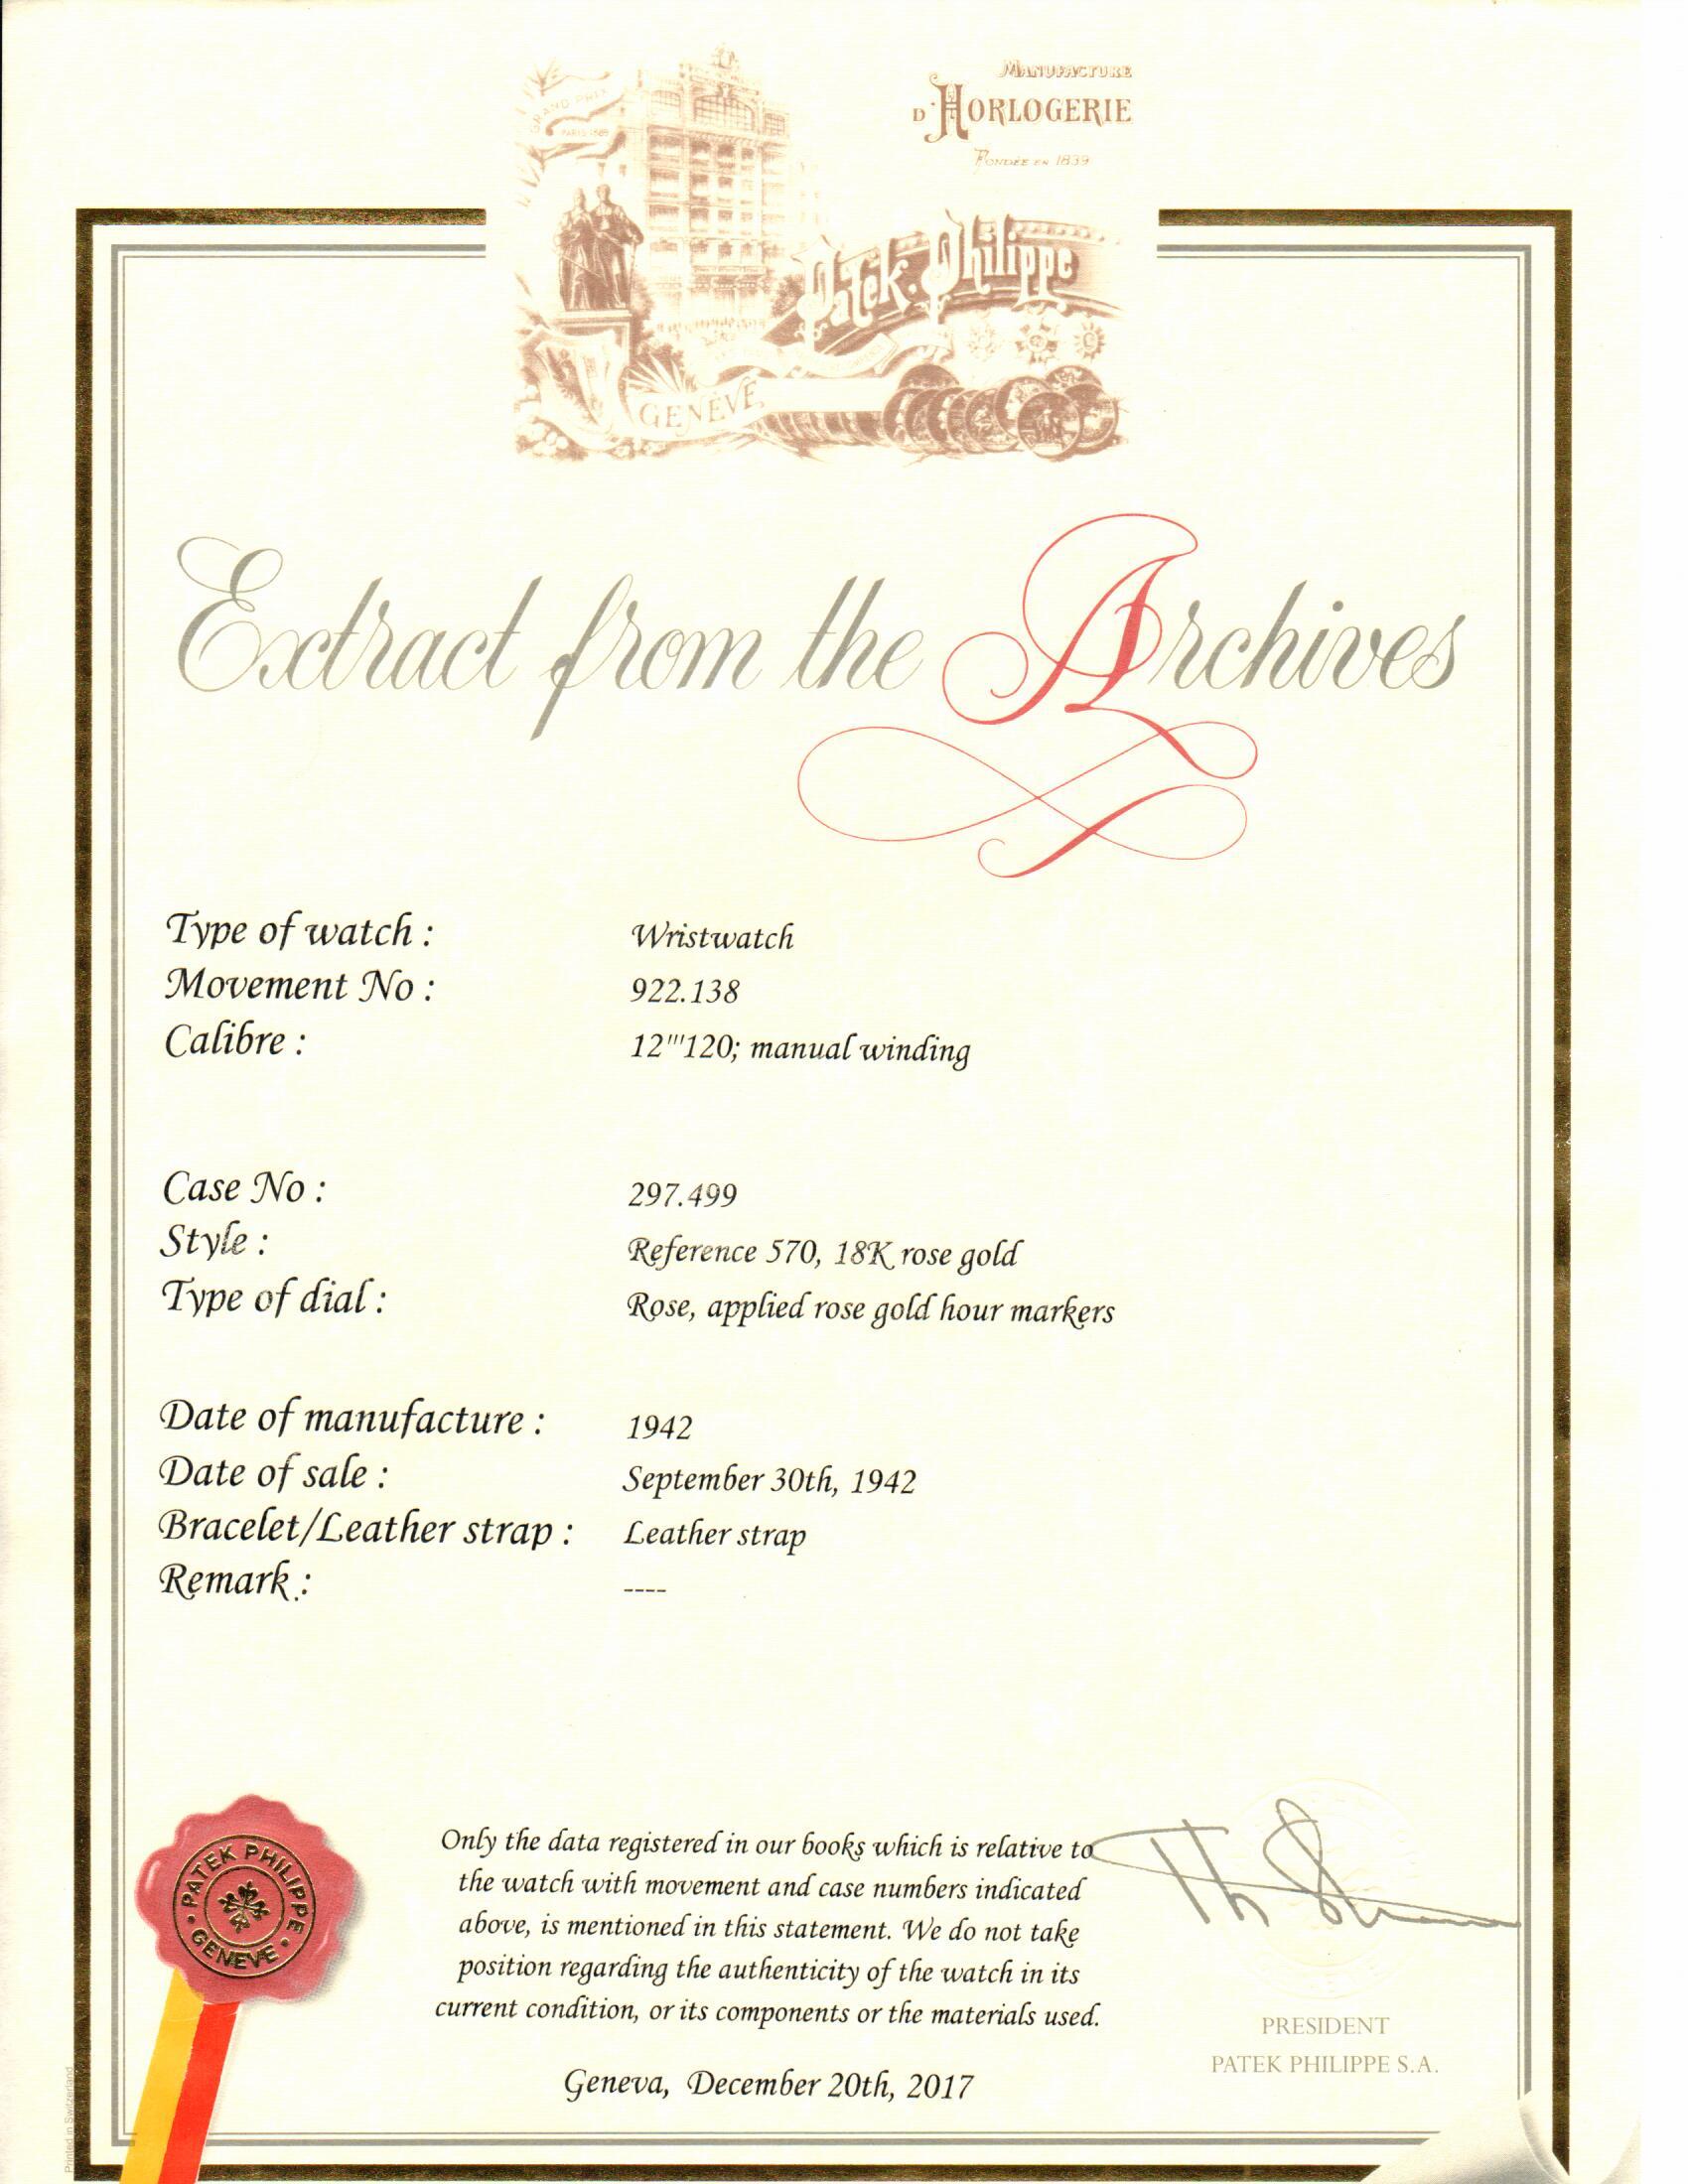 MANUFACTURE
D'HORLOGERIE
FONDÉE EN 1839
GRAND PRIX
Patek Philippe
GENÈVE
Extract from the Archives
Type of watch : Wristwatch
Movement No : 922.138
Calibre : 12'''120; manual winding
Case No : 297.499
Style : Reference 570, 18K rose gold
Type of dial : Rose, applied rose gold hour markers
Date of manufacture : 1942
Date of sale : September 30th, 1942
Bracelet/Leather strap : Leather strap
Remark : ----
Only the data registered in our books which is relative to
the watch with movement and case numbers indicated
above, is mentioned in this statement. We do not take
position regarding the authenticity of the watch in its
current condition, or its components or the materials used.
Geneva, December 20th, 2017
PATEK PHILIPPE
GENEVE
PRESIDENT
PATEK PHILIPPE S.A.
Printed in Switzerland